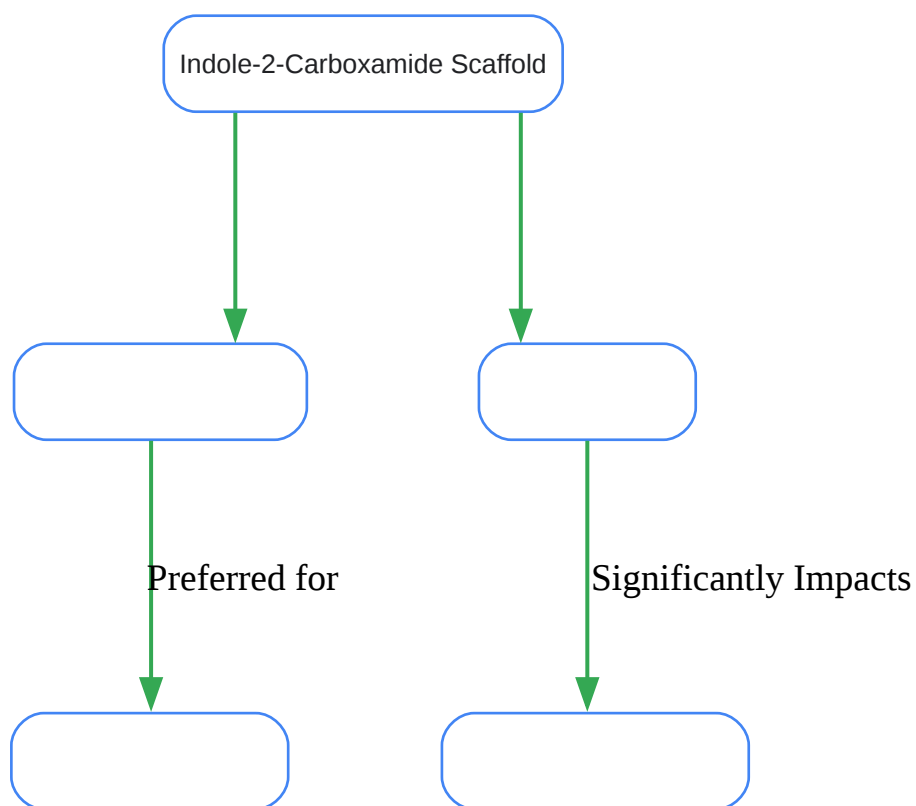 Indole-2-Carboxamide Scaffold
Preferred for
Significantly Impacts